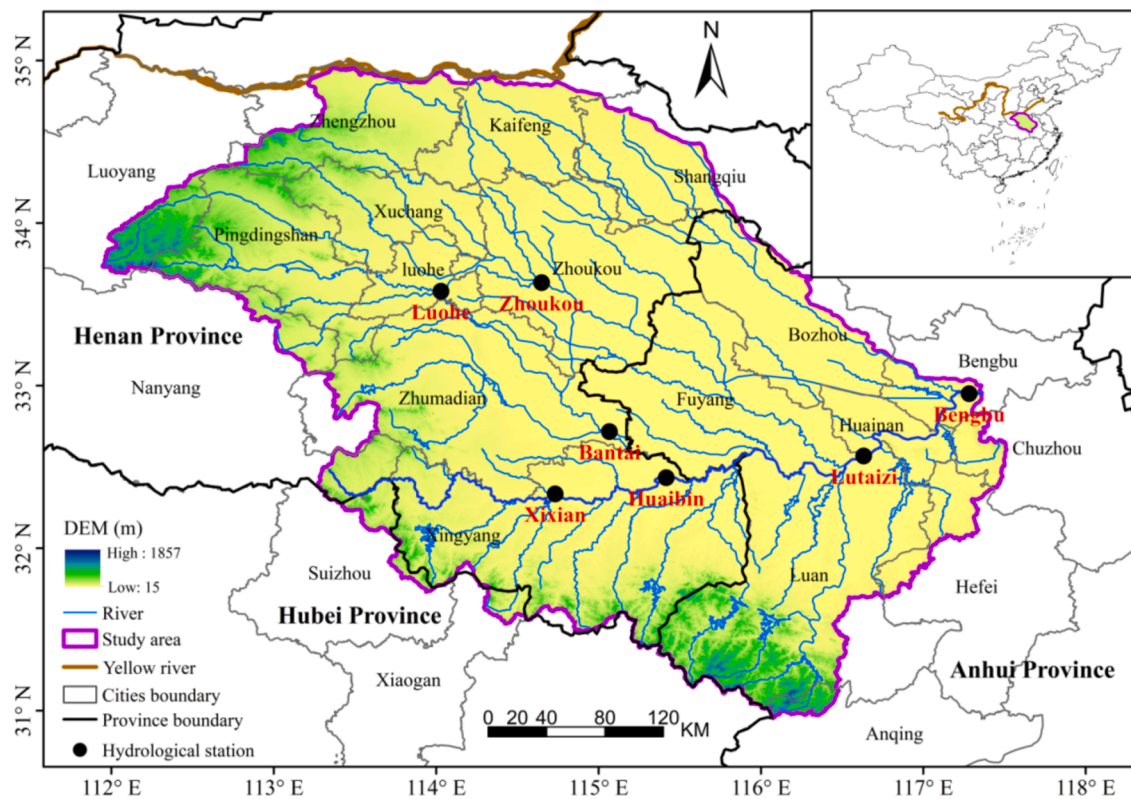 N
35° N
34° N
33° N
32° N
31° N
Zhengzhou
Kaifeng
Luoyang
Shangqiu
Xuchang
Pingdingshan
luohe
Zhoukou
Luohe
Zhoukou
Henan Province
Bozhou
Bengbu
Nanyang
Zhumadian
Fuyang
Bengbu
Huainan
Chuzhou
Bantai
Lutaizi
Huaibin
Xixian
DEM (m)
High : 1857
Low: 15
River
Study area
Yellow river
Cities boundary
Province boundary
Hydrological station
Xingyang
Suizhou
Luan
Hefei
Hubei Province
Xiaogan
Anhui Province
Anqing
0 20 40 80 120
KM
112° E 113° E 114° E 115° E 116° E 117° E 118° E